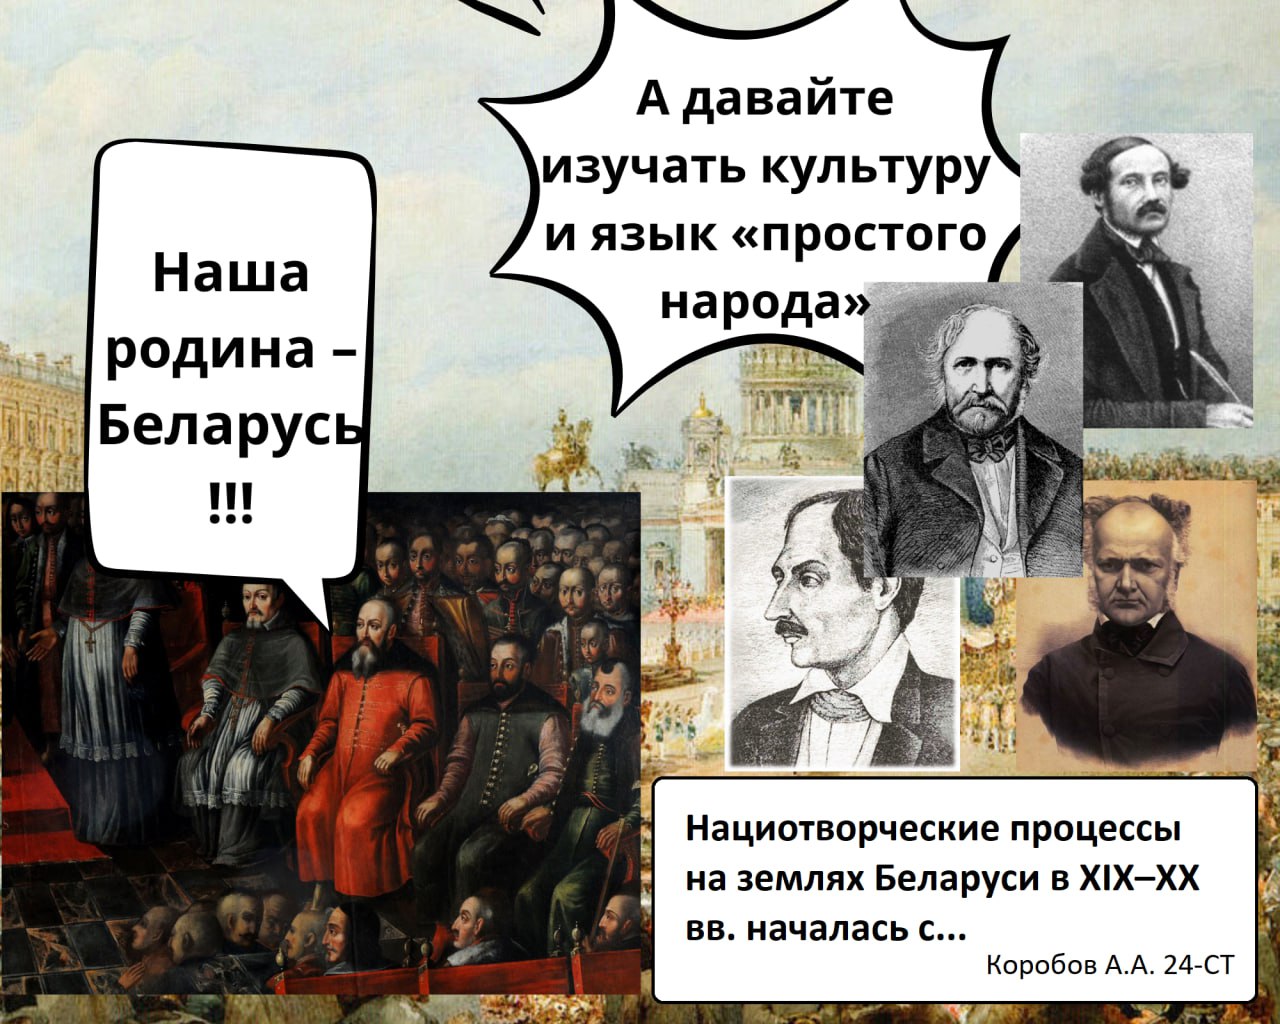 А давайте
изучать культуру
и язык «простого
народа»
Наша
родина –
Беларусь
!!!
Нациотворческие процессы
на землях Беларуси в XIX–XX
вв. началась с...
Коробов А.А. 24-СТ